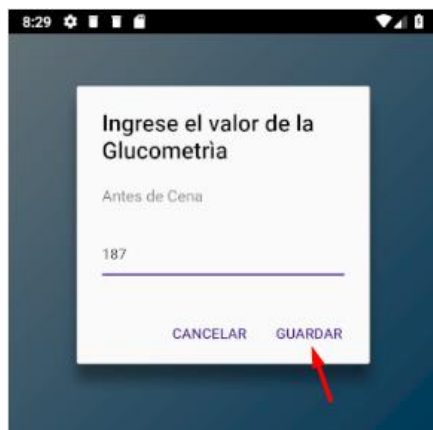 8:29
Ingrese el valor de la
Glucometrìa
Antes de Cena
187
CANCELAR GUARDAR